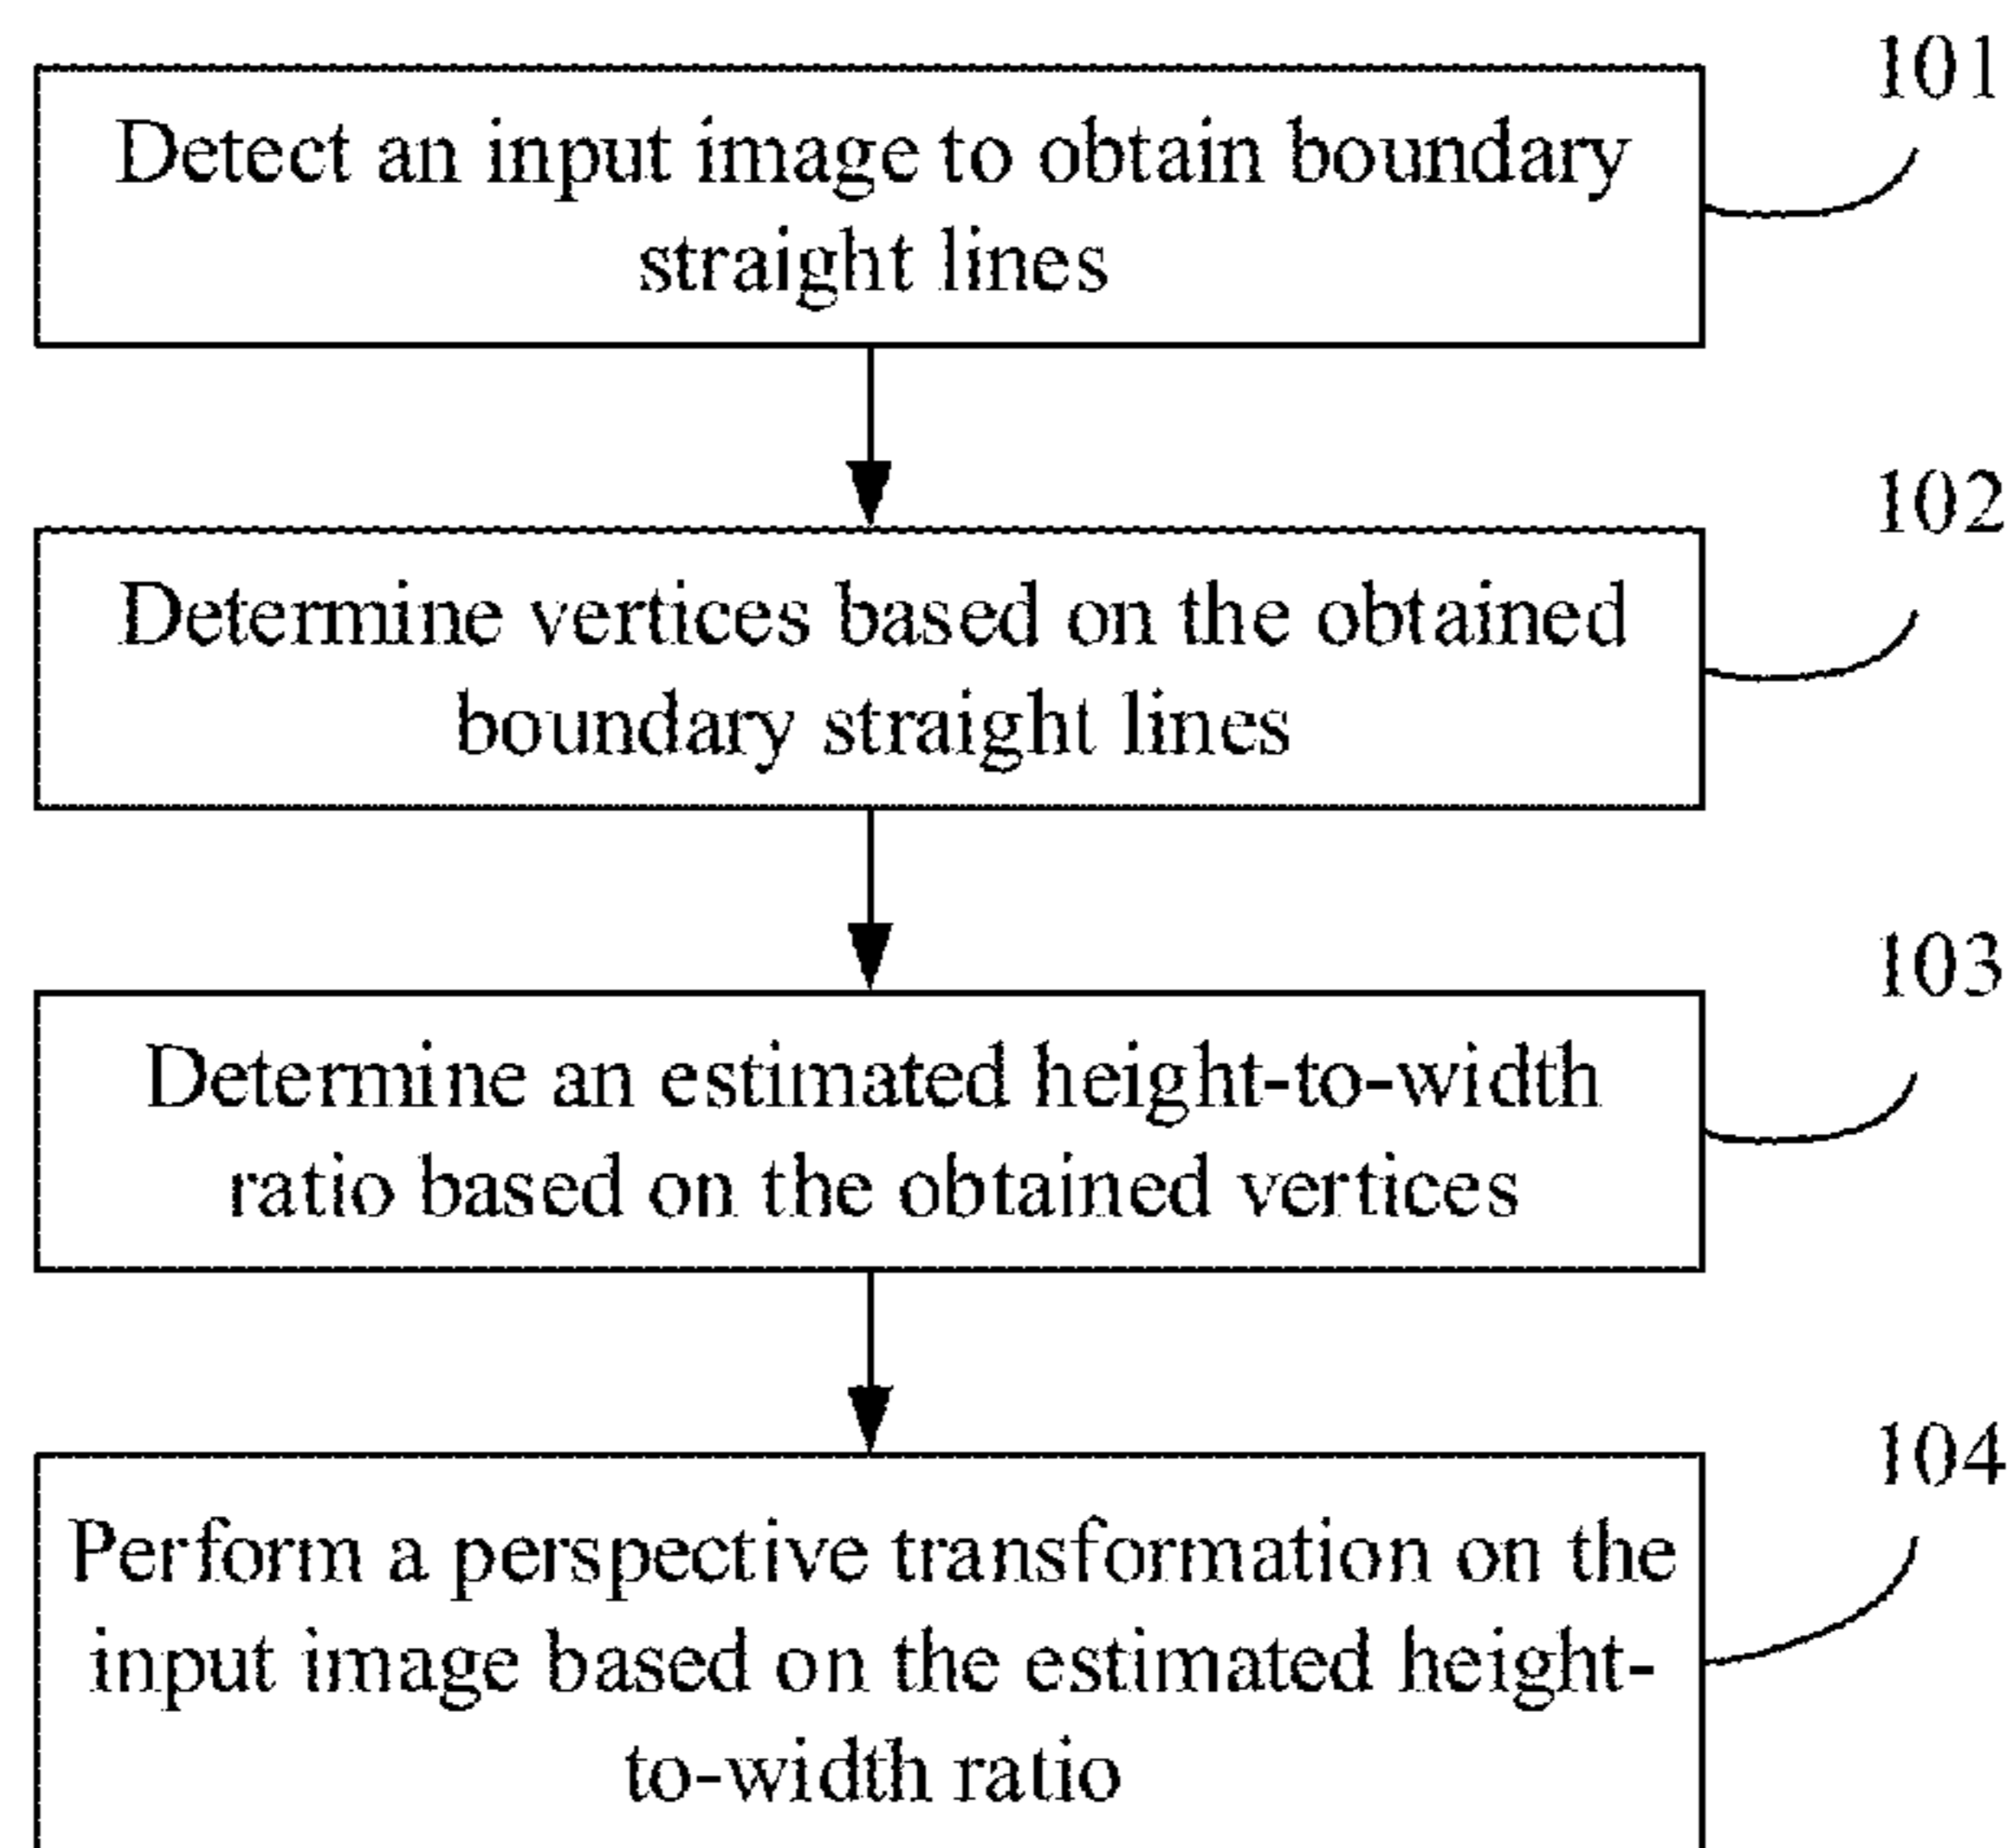 101
Detect an input image to obtain boundary
straight lines
102
Determine vertices based on the obtained
boundary straight lines
103
Determine an estimated height-to-width
ratio based on the obtained vertices
104
Perform a perspective transformation on the
input image based on the estimated height-
to-width ratio